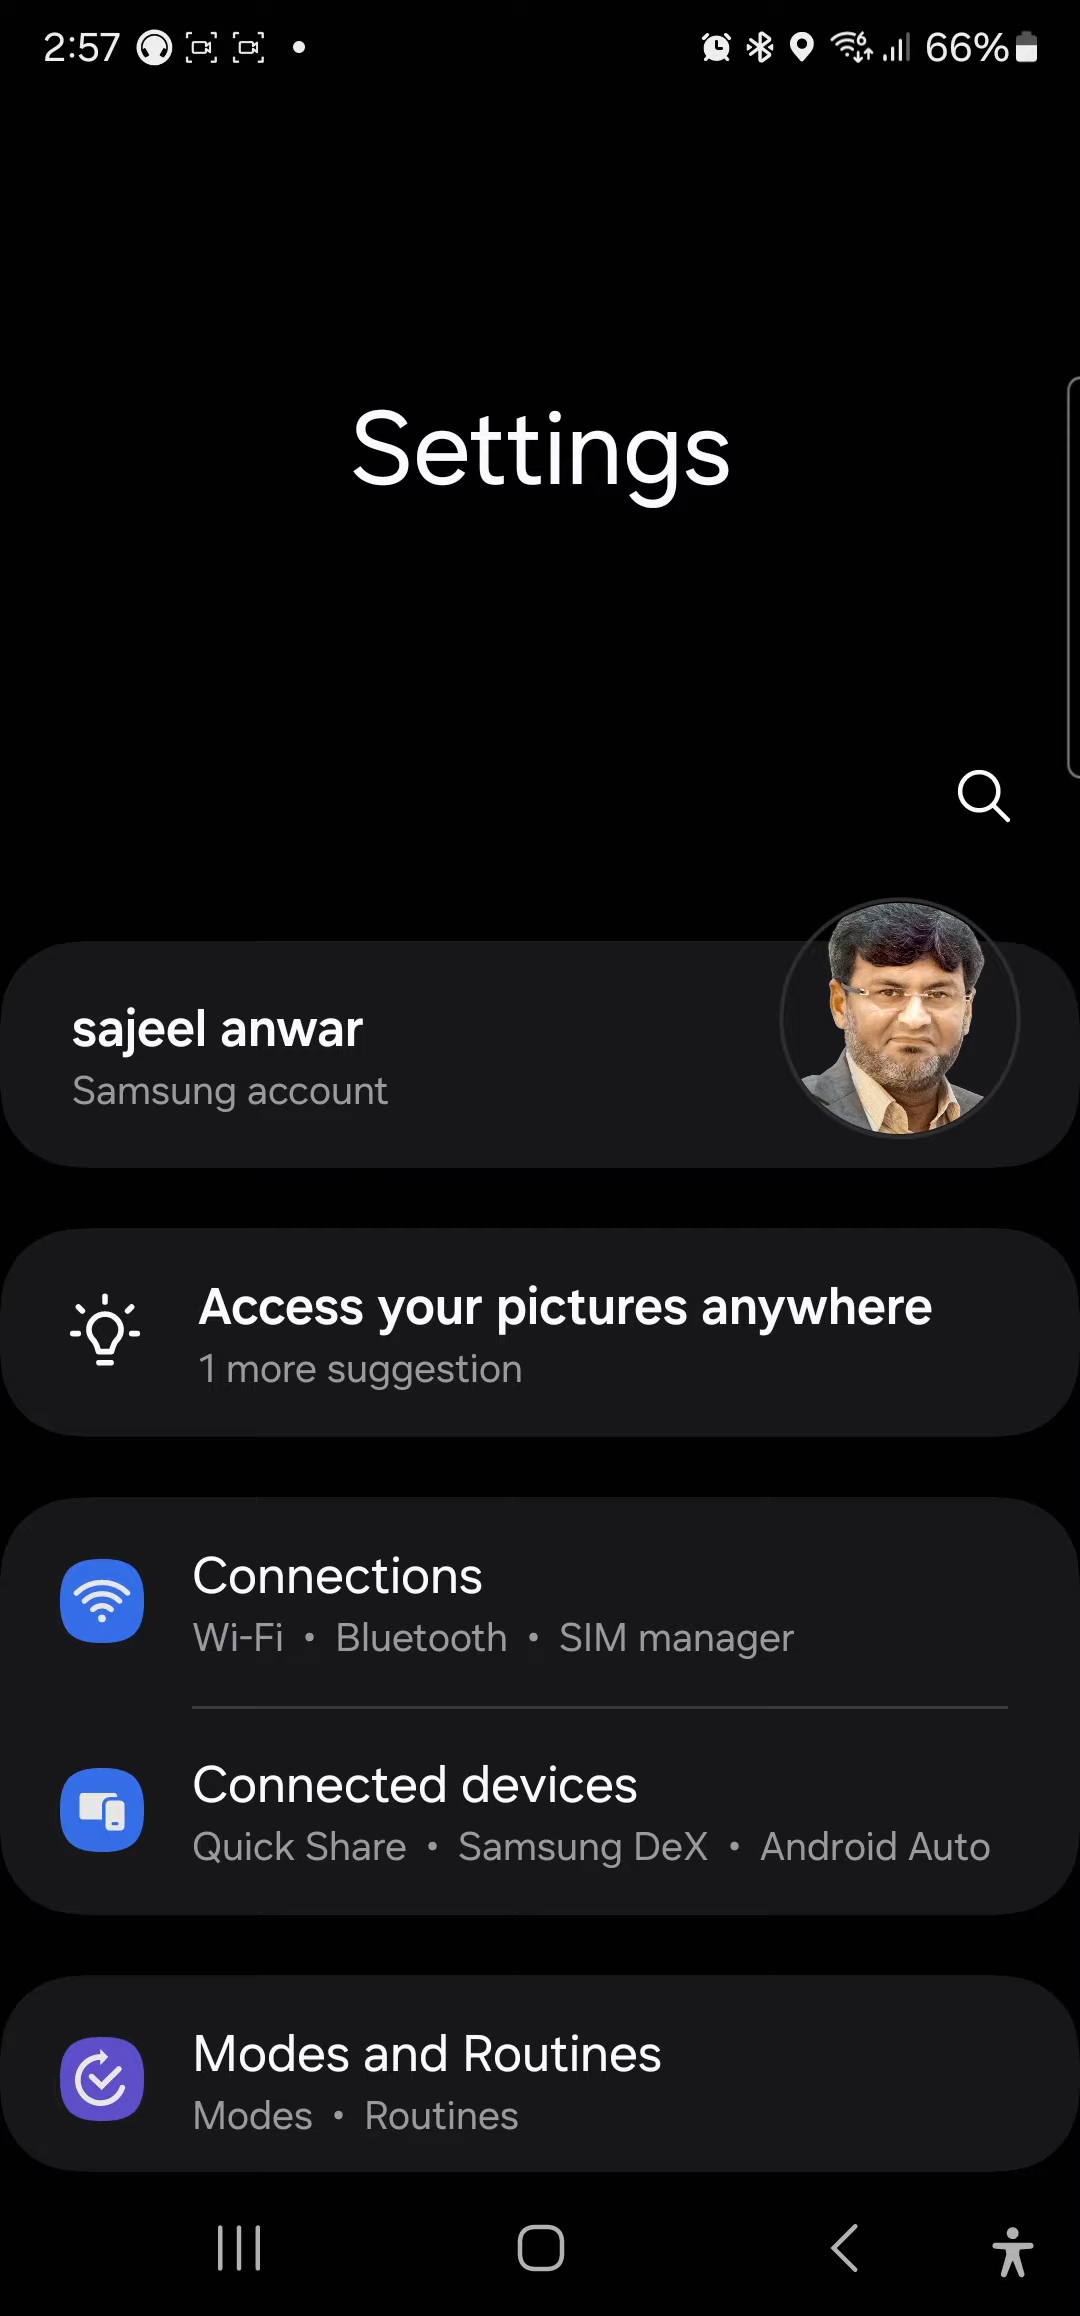 2:57 66%
Settings
sajeel anwar
Samsung account
Access your pictures anywhere
1 more suggestion
Connections
Wi-Fi • Bluetooth • SIM manager
Connected devices
Quick Share • Samsung DeX • Android Auto
Modes and Routines
Modes • Routines